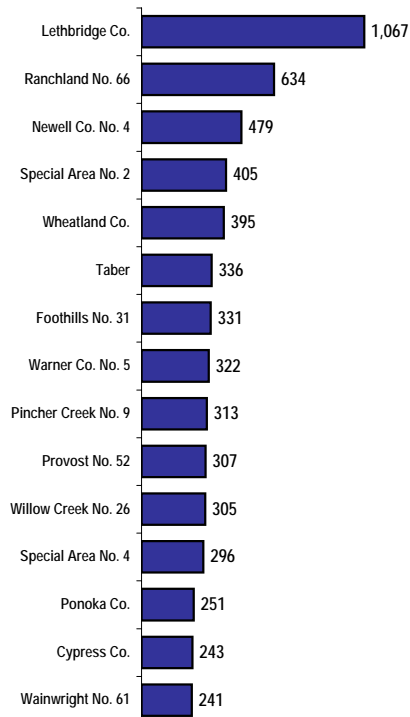 Lethbridge Co. 1,067
Ranchland No. 66 634
Newell Co. No. 4 479
Special Area No. 2 405
Wheatland Co. 395
Taber 336
Foothills No. 31 331
Warner Co. No. 5 322
Pincher Creek No. 9 313
Provost No. 52 307
Willow Creek No. 26 305
Special Area No. 4 296
Ponoka Co. 251
Cypress Co. 243
Wainwright No. 61 241